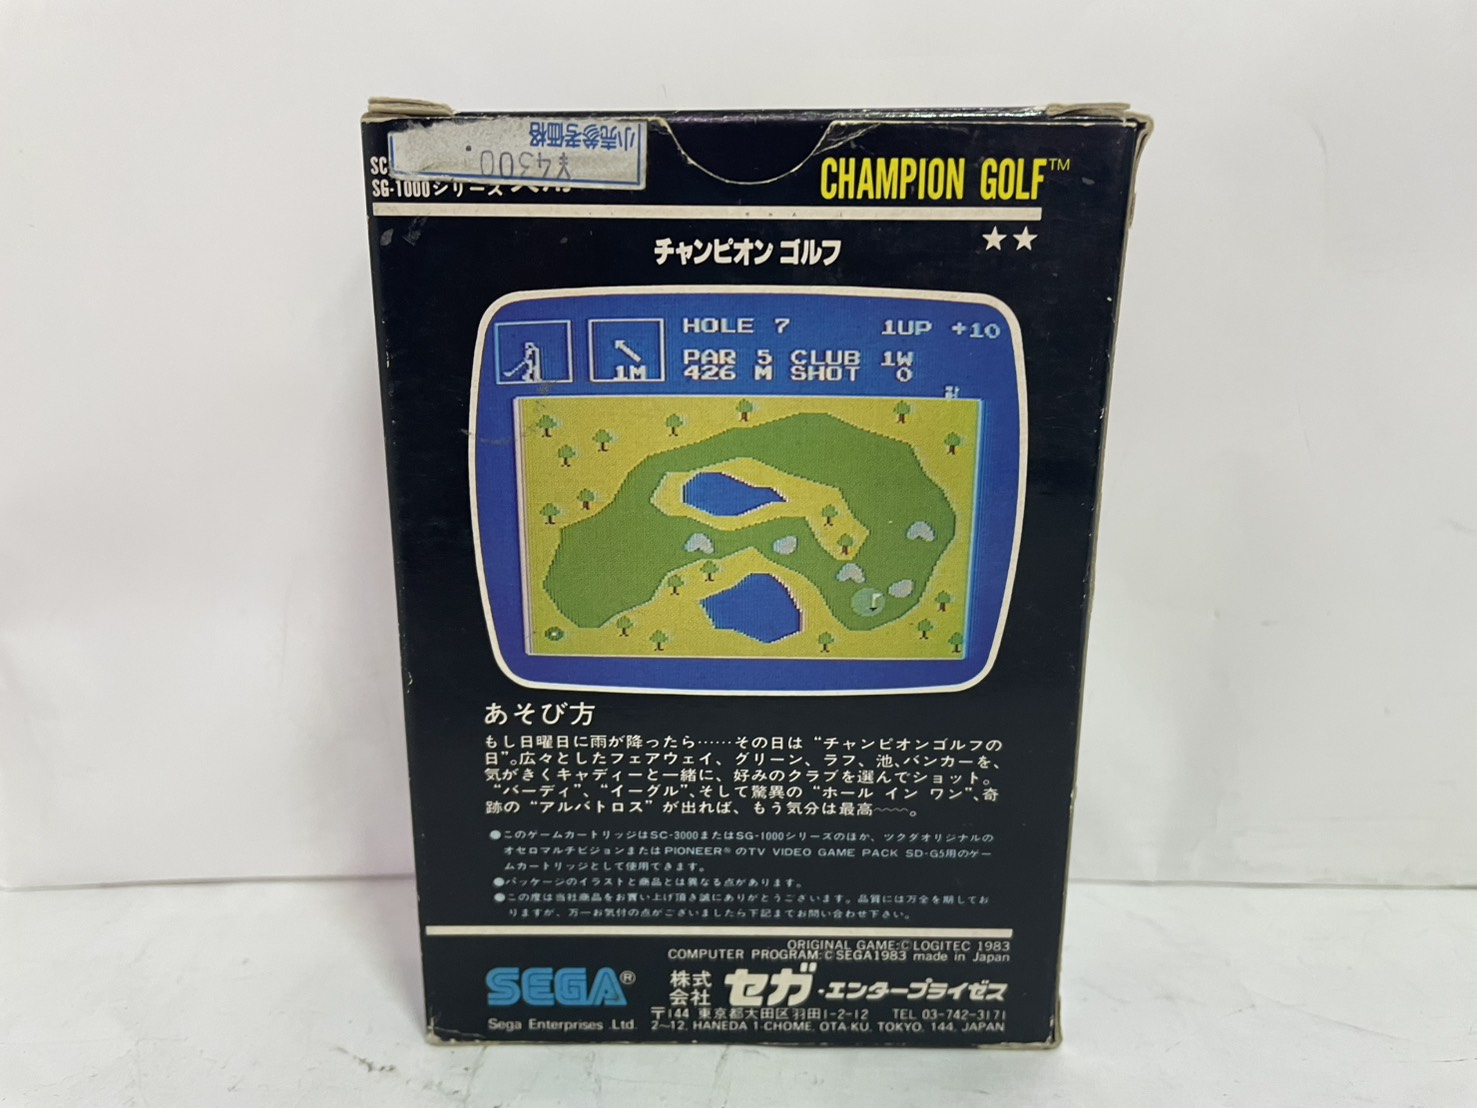 小売参考価格
¥4300.
SC
SG-1000シリーズ
CHAMPION GOLF™
★★
チャンピオン ゴルフ
HOLE 7 1UP +10
PAR 5 CLUB 1W
1M 426 M SHOT 0
あそび方
もし日曜日に雨が降ったら……その日は“チャンピオンゴルフの
日”。広々としたフェアウェイ、グリーン、ラフ、池、バンカーを、
気がきくキャディーと一緒に、好みのクラブを選んでショット。
“バーディ”、“イーグル”、そして驚異の“ホール イン ワン”、奇
跡の“アルバトロス”が出れば、もう気分は最高〜〜。
●このゲームカートリッジはSC-3000またはSG-1000シリーズのほか、ツクダオリジナルの
オセロマルチビジョンまたはPIONEER®のTV VIDEO GAME PACK SD-G5用のゲー
ムカートリッジとして使用できます。
●パッケージのイラストと商品とは異なる点があります。
●この度は当社商品をお買い上げ頂き誠にありがとうございます。品質には万全を期してお
りますが、万一お気付の点がございましたら下記までお問い合わせ下さい。
ORIGINAL GAME:© LOGITEC 1983
COMPUTER PROGRAM:© SEGA1983 made in Japan
SEGA®
株式会社 セガ・エンタープライゼス
〒144 東京都大田区羽田1-2-12 TEL 03-742-3171
Sega Enterprises .Ltd. 2~12, HANEDA 1-CHOME, OTA-KU, TOKYO, 144, JAPAN